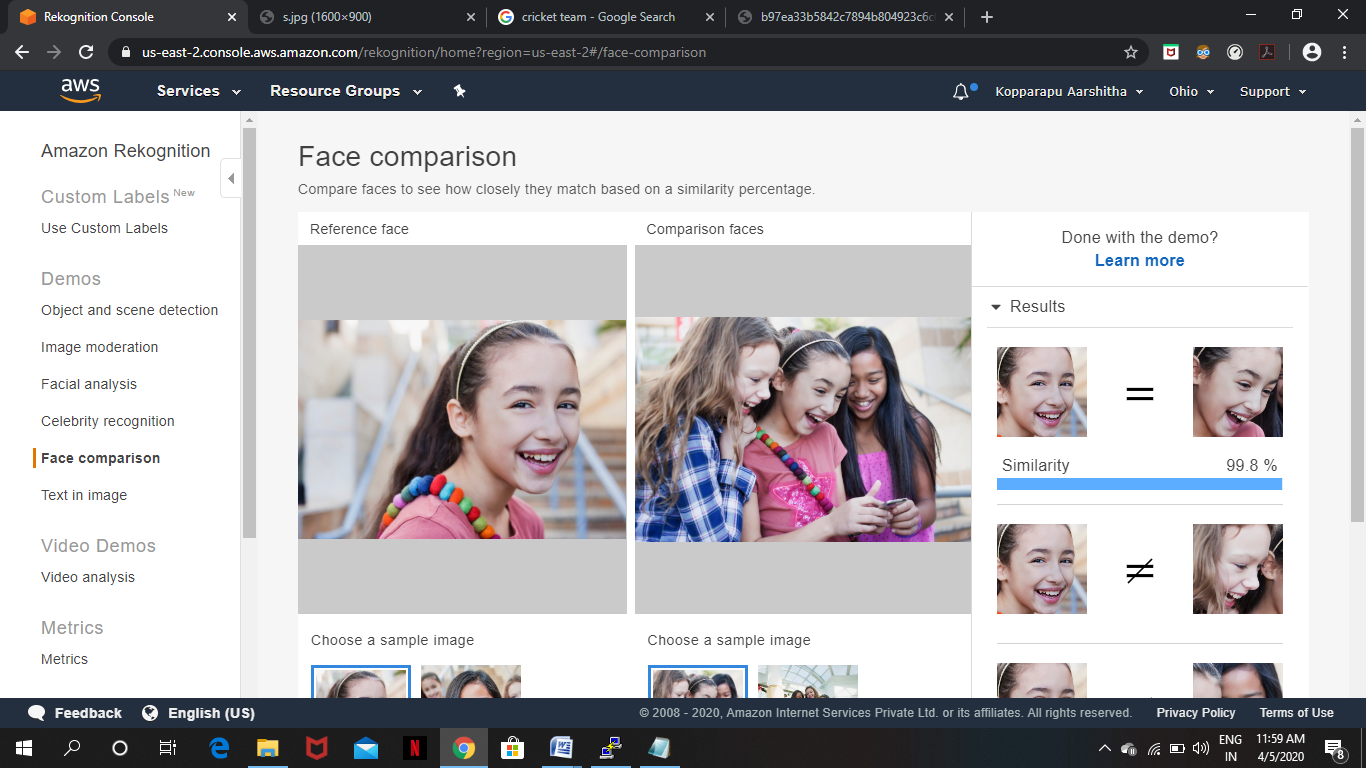 Rekognition Console
s.jpg (1600×900)
cricket team - Google Search
b97ea33b5842c7894b804923c6c
us-east-2.console.aws.amazon.com/rekognition/home?region=us-east-2#/face-comparison
aws
Services
Resource Groups
Kopparapu Aarshitha
Ohio
Support
Amazon Rekognition
Custom Labels New
Use Custom Labels
Demos
Object and scene detection
Image moderation
Facial analysis
Celebrity recognition
Face comparison
Text in image
Video Demos
Video analysis
Metrics
Metrics
Face comparison
Compare faces to see how closely they match based on a similarity percentage.
Reference face
Comparison faces
Choose a sample image
Choose a sample image
Done with the demo?
Learn more
Results
=
Similarity 99.8 %
≠
Feedback
English (US)
© 2008 - 2020, Amazon Internet Services Private Ltd. or its affiliates. All rights reserved.
Privacy Policy
Terms of Use
ENG
IN
11:59 AM
4/5/2020
8